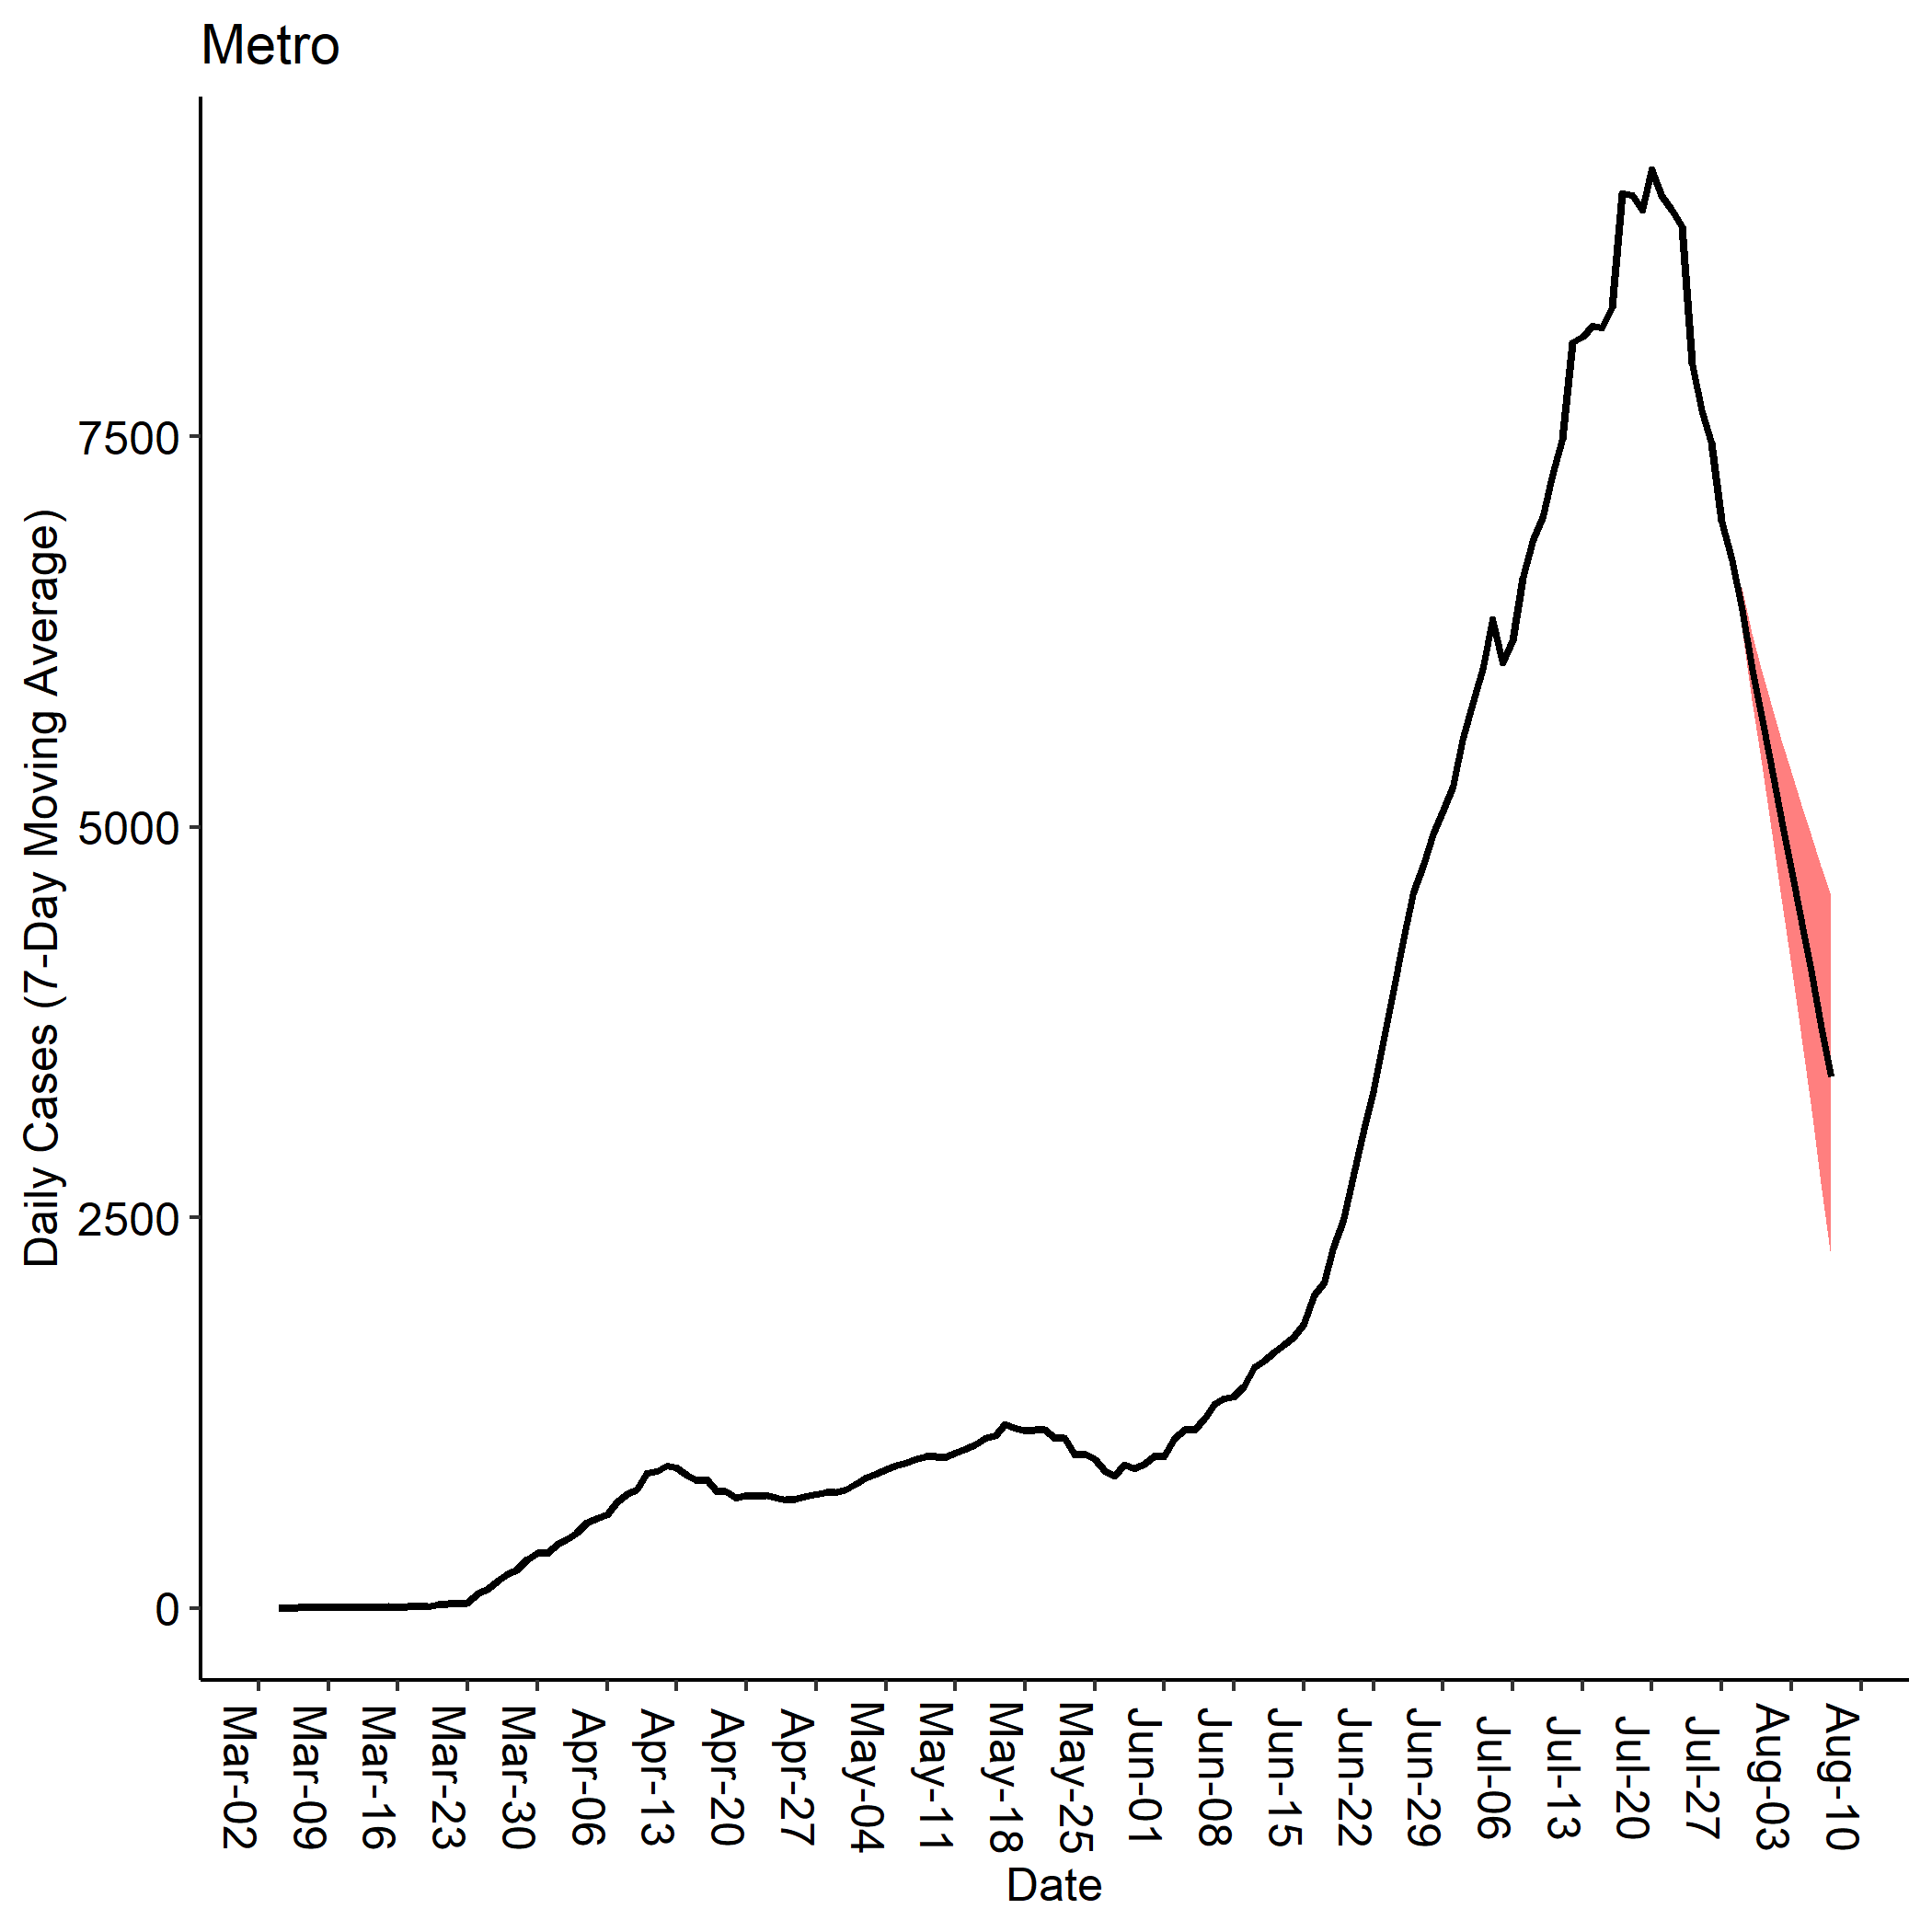 Metro
Daily Cases (7-Day Moving Average)
7500
5000
2500
0
Mar-02
Mar-09
Mar-16
Mar-23
Mar-30
Apr-06
Apr-13
Apr-20
Apr-27
May-04
May-11
May-18
May-25
Jun-01
Jun-08
Jun-15
Jun-22
Jun-29
Jul-06
Jul-13
Jul-20
Jul-27
Aug-03
Aug-10
Date